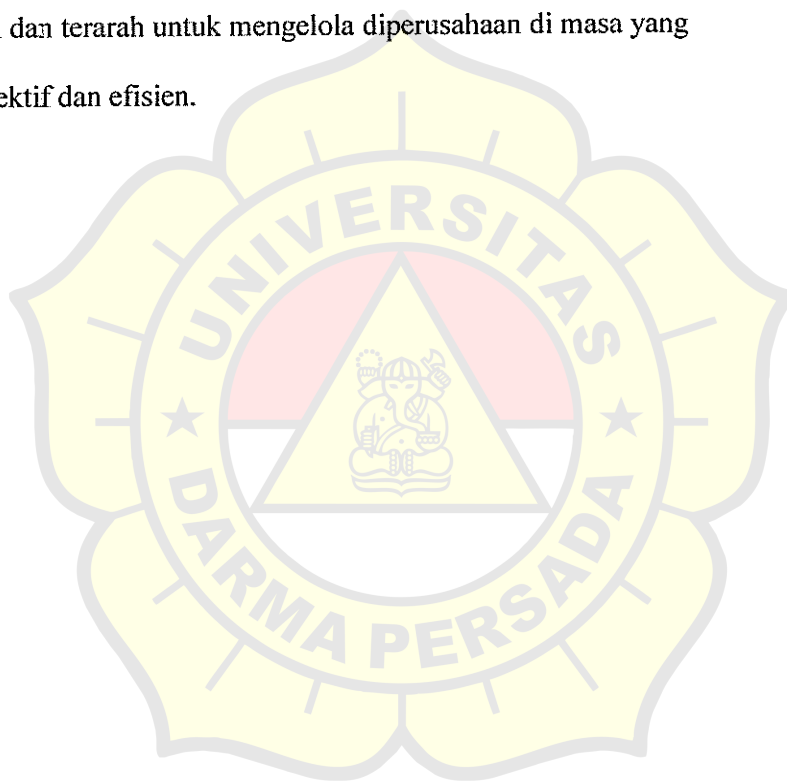 dan terarah untuk mengelola diperusahaan di masa yang
ektif dan efisien.
UNIVERSITAS
DARMA PERSADA